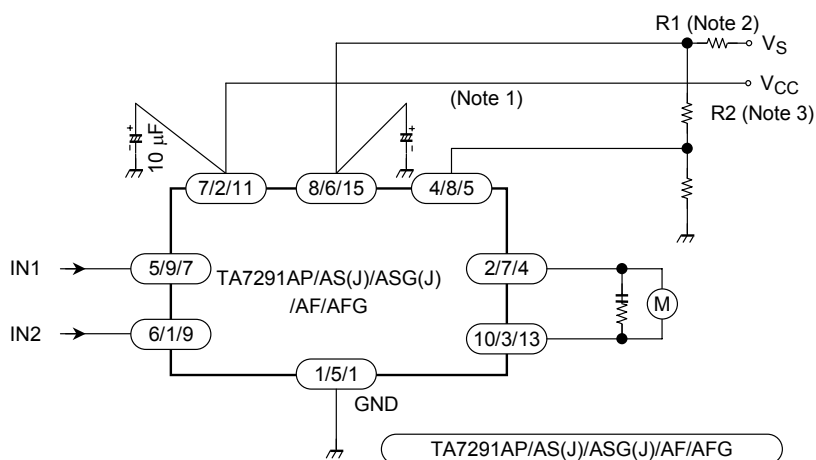 R1 (Note 2)
VS
VCC
(Note 1)
R2 (Note 3)
+
-
10 µF
+
-
7/2/11
8/6/15
4/8/5
IN1
5/9/7
TA7291AP/AS(J)/ASG(J)
/AF/AFG
2/7/4
M
IN2
6/1/9
10/3/13
1/5/1
GND
TA7291AP/AS(J)/ASG(J)/AF/AFG